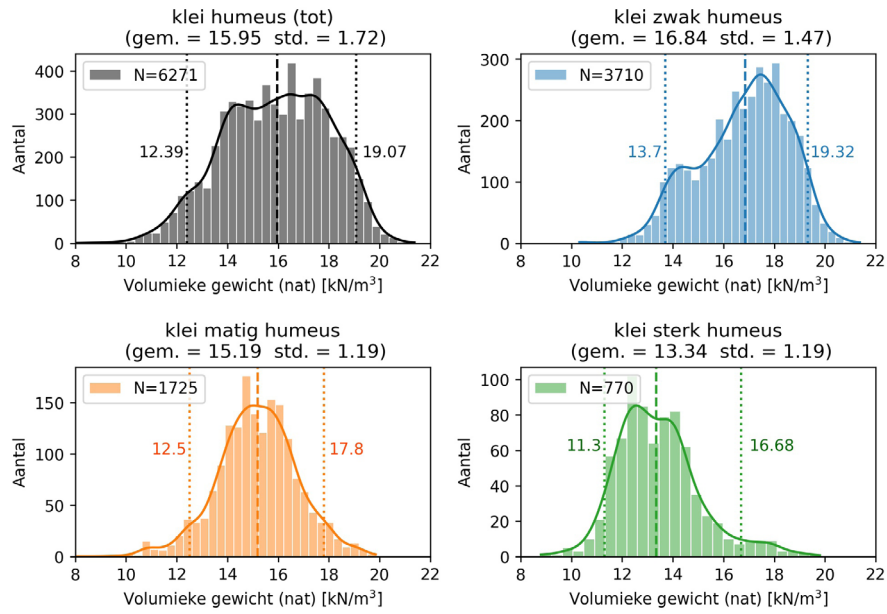 klei humeus (tot)
(gem. = 15.95  std. = 1.72)
N=6271
12.39
19.07
Aantal
400
300
200
100
0
8 10 12 14 16 18 20 22
Volumieke gewicht (nat) [kN/m³]
klei zwak humeus
(gem. = 16.84  std. = 1.47)
N=3710
13.7
19.32
Aantal
300
200
100
0
8 10 12 14 16 18 20 22
Volumieke gewicht (nat) [kN/m³]
klei matig humeus
(gem. = 15.19  std. = 1.19)
N=1725
12.5
17.8
Aantal
150
100
50
0
8 10 12 14 16 18 20 22
Volumieke gewicht (nat) [kN/m³]
klei sterk humeus
(gem. = 13.34  std. = 1.19)
N=770
11.3
16.68
Aantal
100
80
60
40
20
0
8 10 12 14 16 18 20 22
Volumieke gewicht (nat) [kN/m³]